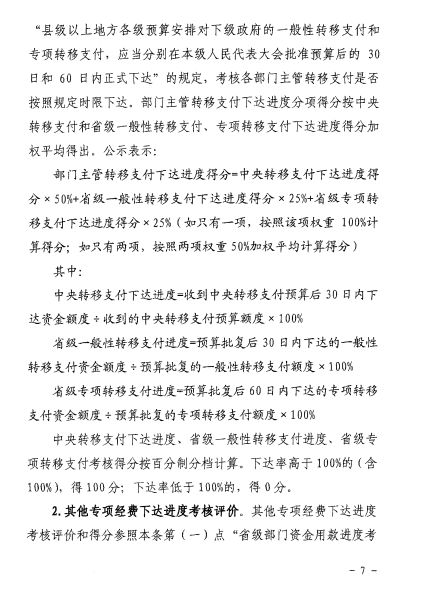 “县级以上地方各级预算安排对下级政府的一般性转移支付和
专项转移支付，应当分别在本级人民代表大会批准预算后的 30
日和 60 日内正式下达”的规定，考核各部门主管转移支付是否
按照规定时限下达。部门主管转移支付下达进度分项得分按中央
转移支付和省级一般性转移支付、专项转移支付下达进度得分加
权平均得出。公示表示：
部门主管转移支付下达进度得分=中央转移支付下达进度得
分×50%+省级一般性转移支付下达进度得分×25%+省级专项转
移支付下达进度得分×25%（如只有一项，按照该项权重 100%计
算得分；如只有两项，按照两项权重50%加权平均计算得分）
其中：
中央转移支付下达进度=收到中央转移支付预算后 30 日内下
达资金额度÷收到的中央转移支付预算额度×100%
省级一般性转移支付进度=预算批复后 30 日内下达的一般性
转移支付资金额度÷预算批复的一般性转移支付额度×100%
省级专项转移支付进度=预算批复后 60 日内下达的专项转移
支付资金额度÷预算批复的专项转移支付额度×100%
中央转移支付下达进度、省级一般性转移支付进度、省级专
项转移支付考核得分按百分制分档计算。下达率高于 100%的（含
100%），得 100 分；下达率低于 100%的，得 0 分。
2.其他专项经费下达进度考核评价。其他专项经费下达进度
考核评价和得分参照本条第（一）点“省级部门资金用款进度考
- 7 -